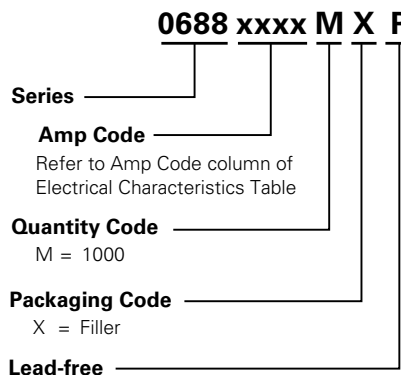 0688 xxxx M X P
Series
Amp Code
Refer to Amp Code column of
Electrical Characteristics Table
Quantity Code
M = 1000
Packaging Code
X = Filler
Lead-free